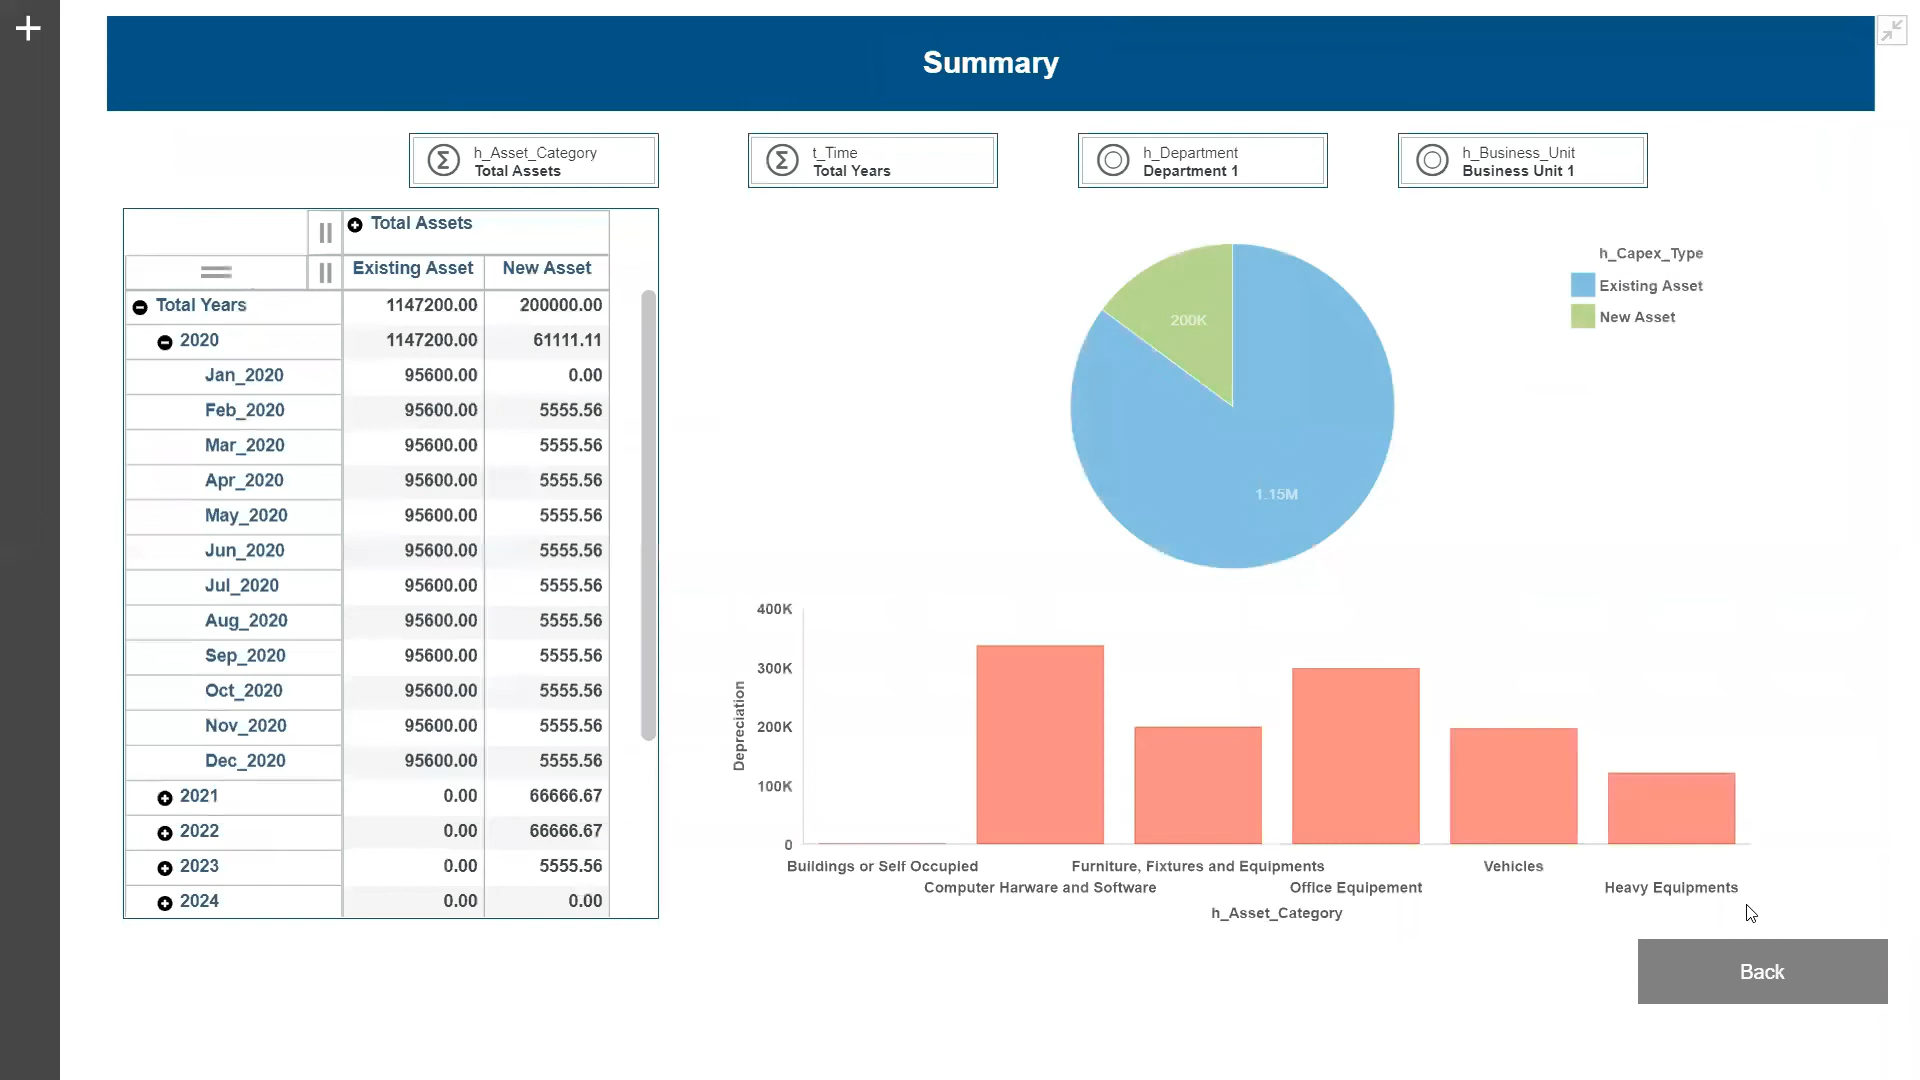 Summary
h_Asset_Category
Total Assets
t_Time
Total Years
h_Department
Department 1
h_Business_Unit
Business Unit 1
Total Assets
Existing Asset New Asset
Total Years 1147200.00 200000.00
2020 1147200.00 61111.11
Jan_2020 95600.00 0.00
Feb_2020 95600.00 5555.56
Mar_2020 95600.00 5555.56
Apr_2020 95600.00 5555.56
May_2020 95600.00 5555.56
Jun_2020 95600.00 5555.56
Jul_2020 95600.00 5555.56
Aug_2020 95600.00 5555.56
Sep_2020 95600.00 5555.56
Oct_2020 95600.00 5555.56
Nov_2020 95600.00 5555.56
Dec_2020 95600.00 5555.56
2021 0.00 66666.67
2022 0.00 66666.67
2023 0.00 5555.56
2024 0.00 0.00
200K
1.15M
h_Capex_Type
Existing Asset
New Asset
400K
300K
200K
100K
0
Depreciation
Buildings or Self Occupied
Computer Harware and Software
Furniture, Fixtures and Equipments
Office Equipement
Vehicles
Heavy Equipments
h_Asset_Category
Back